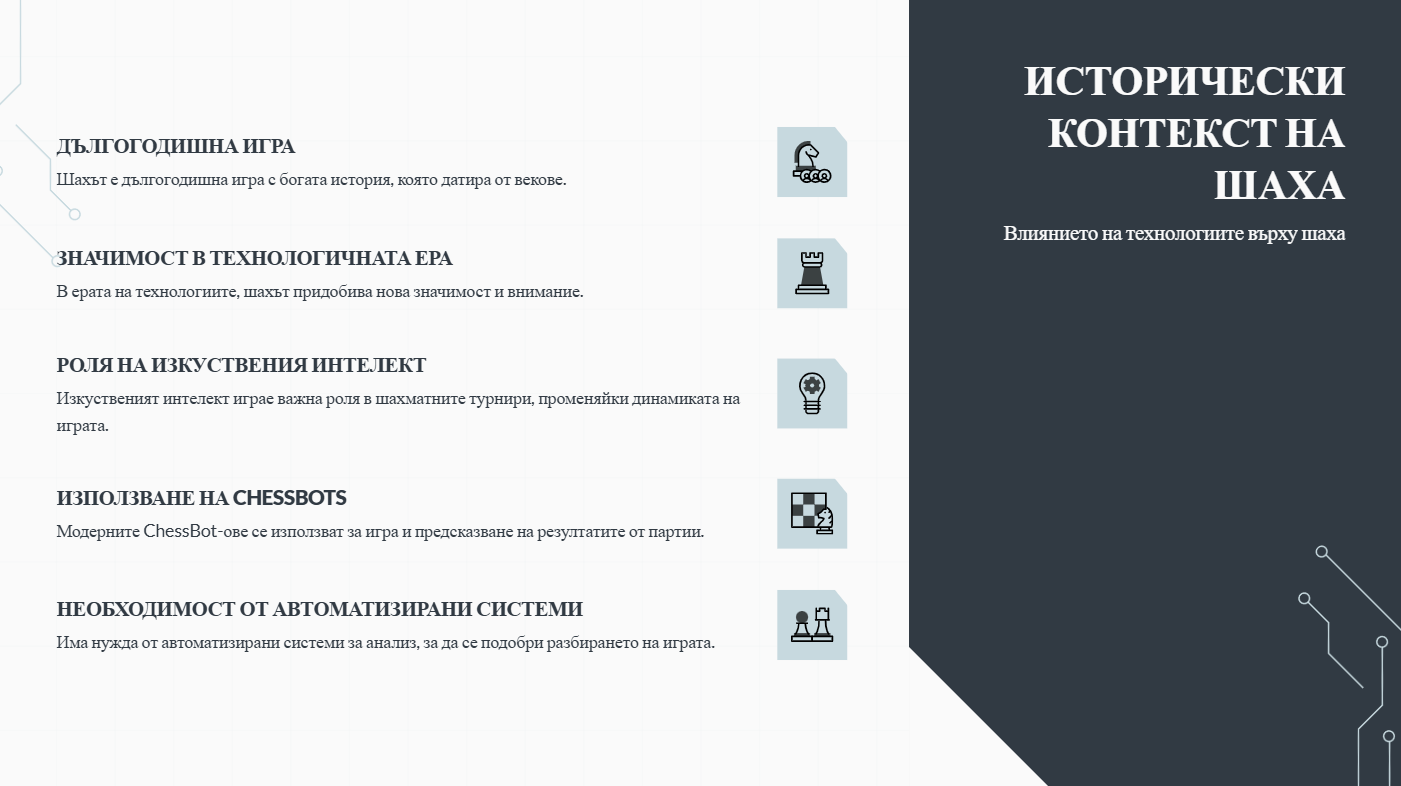 ИСТОРИЧЕСКИ
КОНТЕКСТ НА
ШАХА
Влиянието на технологиите върху шаха
ДЪЛГОГОДИШНА ИГРА
Шахът е дългогодишна игра с богата история, която датира от векове.
ЗНАЧИМОСТ В ТЕХНОЛОГИЧНАТА ЕРА
В ерата на технологиите, шахът придобива нова значимост и внимание.
РОЛЯ НА ИЗКУСТВЕНИЯ ИНТЕЛЕКТ
Изкуственият интелект играе важна роля в шахматните турнири, променяйки динамиката на
играта.
ИЗПОЛЗВАНЕ НА CHESSBOTS
Модерните ChessBot-ове се използват за игра и предсказване на резултатите от партии.
НЕОБХОДИМОСТ ОТ АВТОМАТИЗИРАНИ СИСТЕМИ
Има нужда от автоматизирани системи за анализ, за да се подобри разбирането на играта.